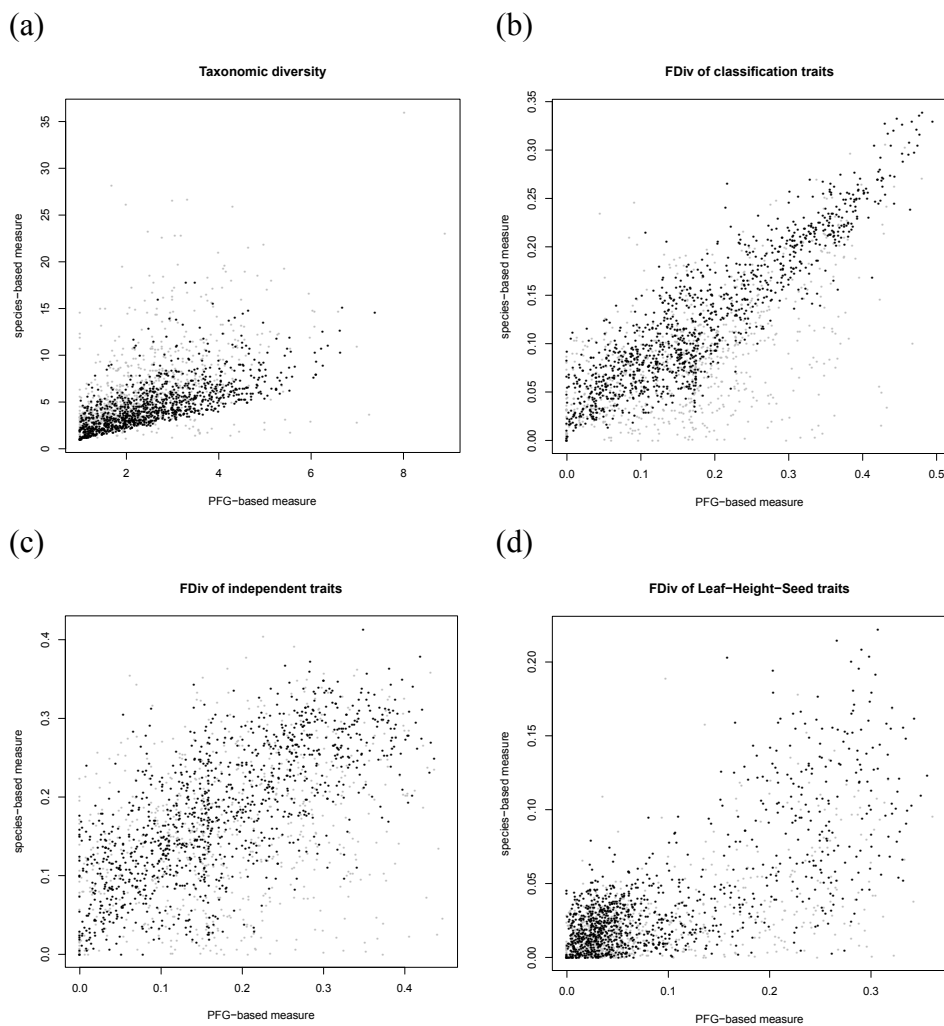 (a)
Taxonomic diversity
species−based measure
0
5
10
15
20
25
30
35
2
4
6
8
PFG−based measure
(b)
FDiv of classification traits
species−based measure
0.00
0.05
0.10
0.15
0.20
0.25
0.30
0.35
0.0
0.1
0.2
0.3
0.4
0.5
PFG−based measure
(c)
FDiv of independent traits
species−based measure
0.0
0.1
0.2
0.3
0.4
0.0
0.1
0.2
0.3
0.4
PFG−based measure
(d)
FDiv of Leaf−Height−Seed traits
species−based measure
0.00
0.05
0.10
0.15
0.20
0.0
0.1
0.2
0.3
PFG−based measure